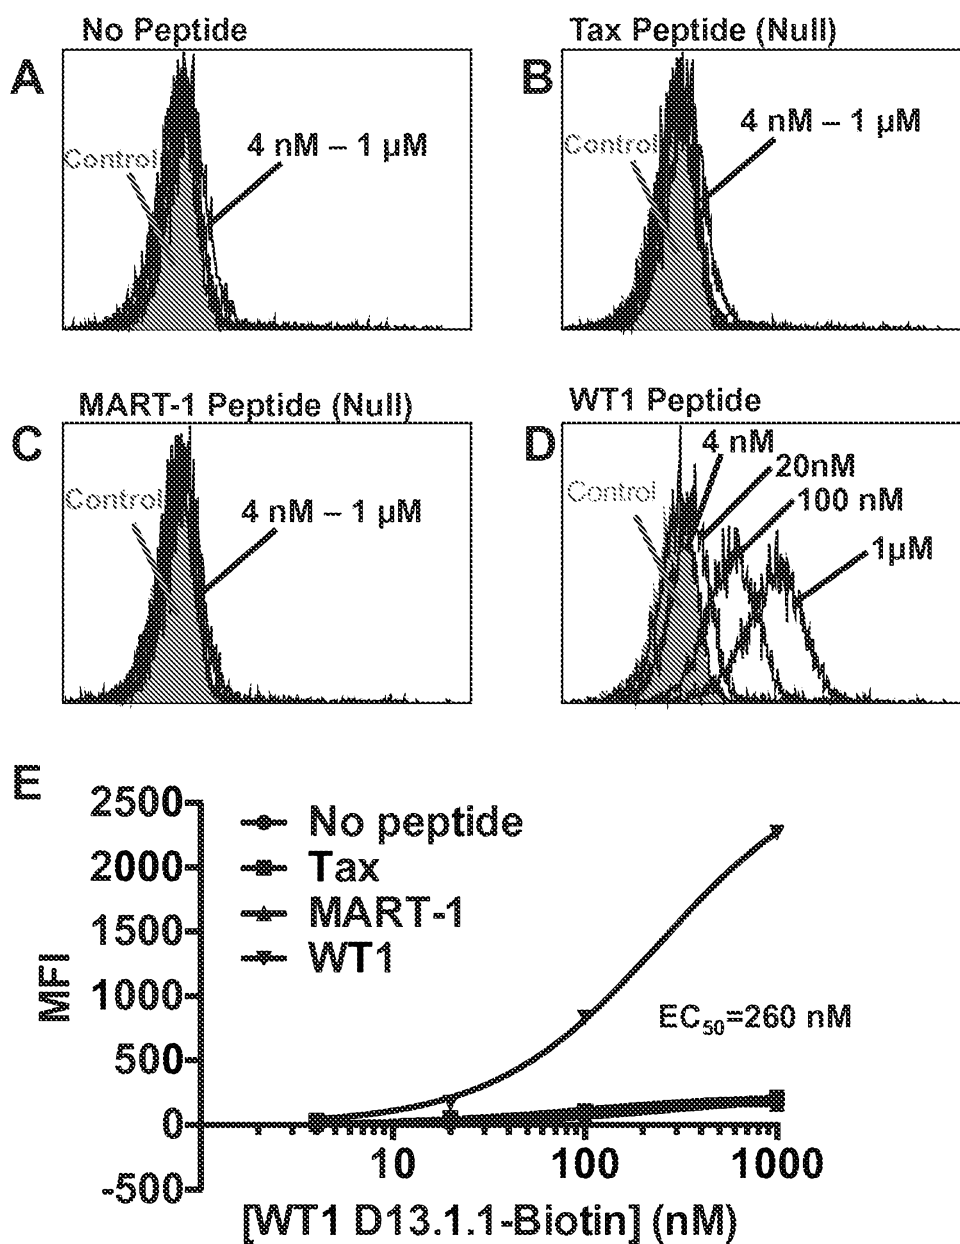 No Peptide
Tax Peptide (Null)
A
B
Control
4 nM – 1 µM
Control
4 nM – 1 µM
MART-1 Peptide (Null)
WT1 Peptide
C
D
Control
4 nM – 1 µM
Control
4 nM
20nM
100 nM
1µM
E
2500
2000
1500
1000
500
0
-500
MFI
No peptide
Tax
MART-1
WT1
EC50=260 nM
10
100
1000
[WT1 D13.1.1-Biotin] (nM)